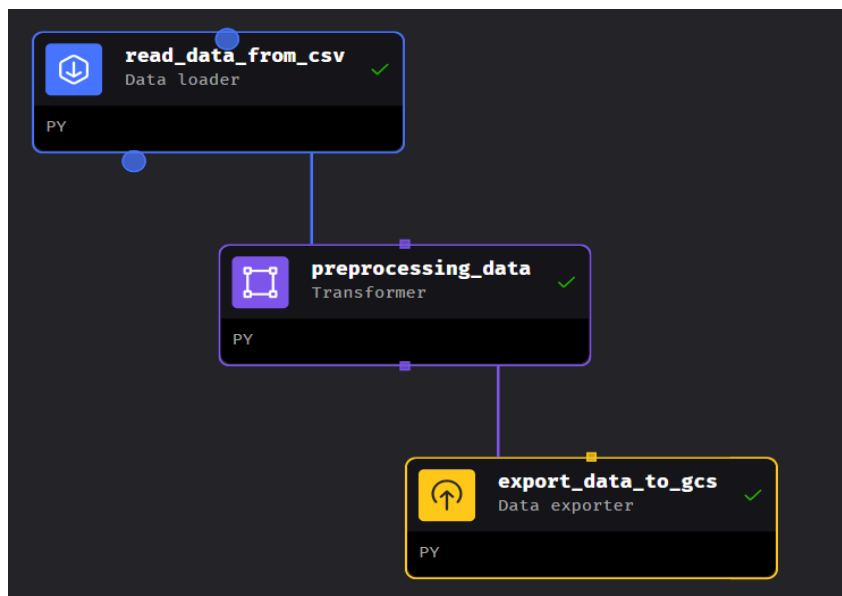 read_data_from_csv
Data loader
PY
preprocessing_data
Transformer
PY
export_data_to_gcs
Data exporter
PY